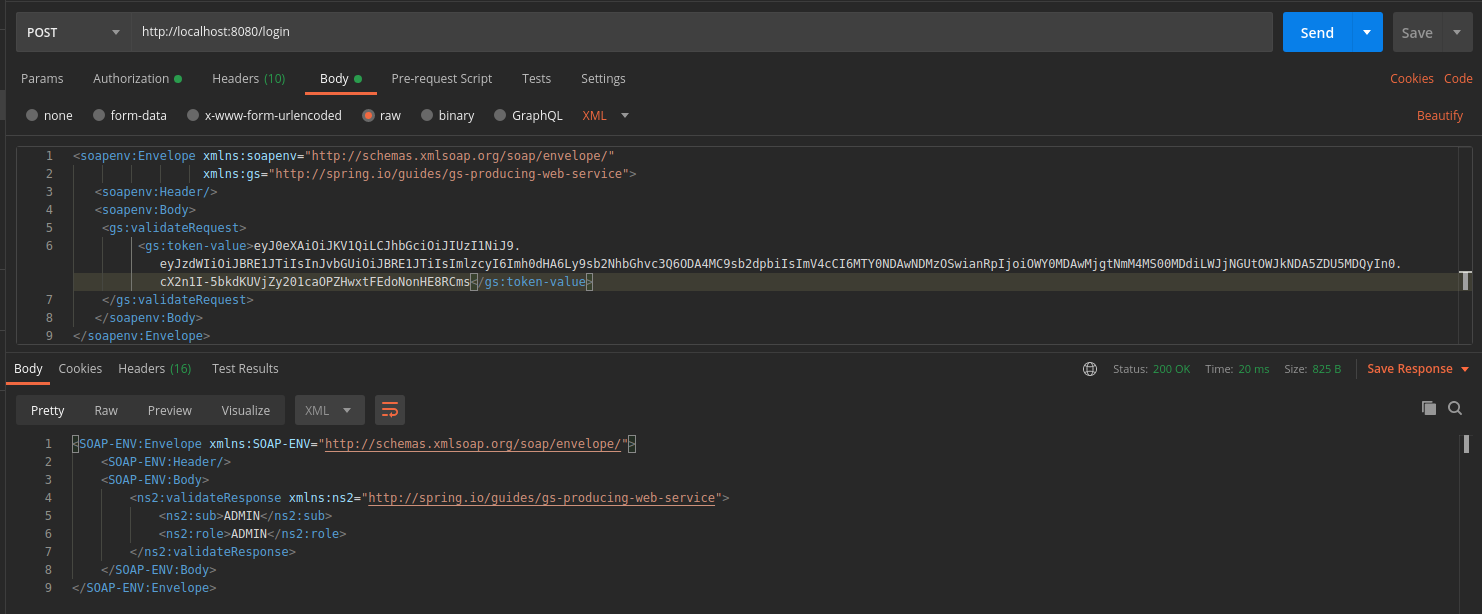 POST http://localhost:8080/login Send Save
Params Authorization Headers (10) Body Pre-request Script Tests Settings Cookies Code
none form-data x-www-form-urlencoded raw binary GraphQL XML Beautify
1 <soapenv:Envelope xmlns:soapenv="http://schemas.xmlsoap.org/soap/envelope/"
2 xmlns:gs="http://spring.io/guides/gs-producing-web-service">
3 <soapenv:Header/>
4 <soapenv:Body>
5 <gs:validateRequest>
6 <gs:token-value>eyJ0eXAiOiJKV1QiLCJhbGciOiJIUzI1NiJ9.
eyJzdWIiOiJBRE1JTiIsInJvbGUiOiJBRE1JTiIsImlzcyI6Imh0dHA6Ly9sb2NhbGhvc3Q6ODA4MC9sb2dpbiIsImV4cCI6MTY0NDAwNDMzOSwianRpIjoiOWY0MDAwMjgtNmM4MS00MDdiLWJjNGUtOWJkNDA5ZDU5MDQyIn0.
cX2n1I-5bkdKUVjZy201caOPZHwxtFEdoNonHE8RCms</gs:token-value>
7 </gs:validateRequest>
8 </soapenv:Body>
9 </soapenv:Envelope>
Body Cookies Headers (16) Test Results Status: 200 OK Time: 20 ms Size: 825 B Save Response
Pretty Raw Preview Visualize XML
1 <SOAP-ENV:Envelope xmlns:SOAP-ENV="http://schemas.xmlsoap.org/soap/envelope/">
2 <SOAP-ENV:Header/>
3 <SOAP-ENV:Body>
4 <ns2:validateResponse xmlns:ns2="http://spring.io/guides/gs-producing-web-service">
5 <ns2:sub>ADMIN</ns2:sub>
6 <ns2:role>ADMIN</ns2:role>
7 </ns2:validateResponse>
8 </SOAP-ENV:Body>
9 </SOAP-ENV:Envelope>